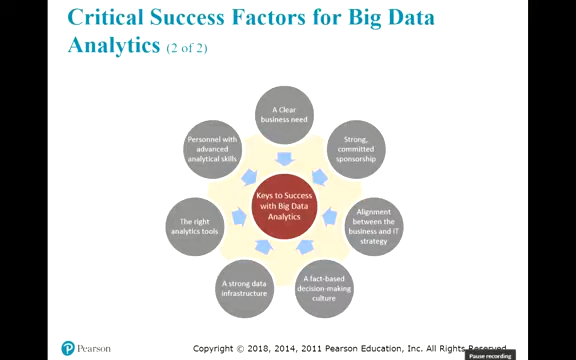 Critical Success Factors for Big Data
Analytics (2 of 2)
A Clear
business need
Strong,
committed
sponsorship
Alignment
between the
business and IT
strategy
A fact-based
decision-making
culture
A strong data
infrastructure
The right
analytics tools
Personnel with
advanced
analytical skills
Keys to Success
with Big Data
Analytics
Pearson
Copyright © 2018, 2014, 2011 Pearson Education, Inc. All Rights Reserved
Pause recording